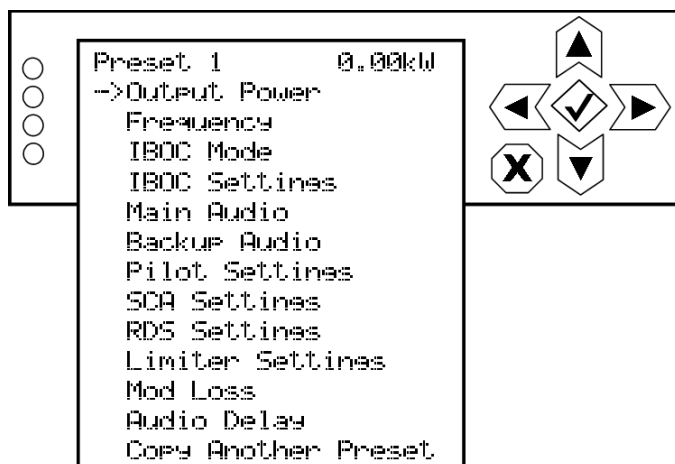 Preset 1 0.00kW
->Output Power
Frequency
IBOC Mode
IBOC Settings
Main Audio
Backup Audio
Pilot Settings
SCA Settings
RDS Settings
Limiter Settings
Mod Loss
Audio Delay
Copy Another Preset
X